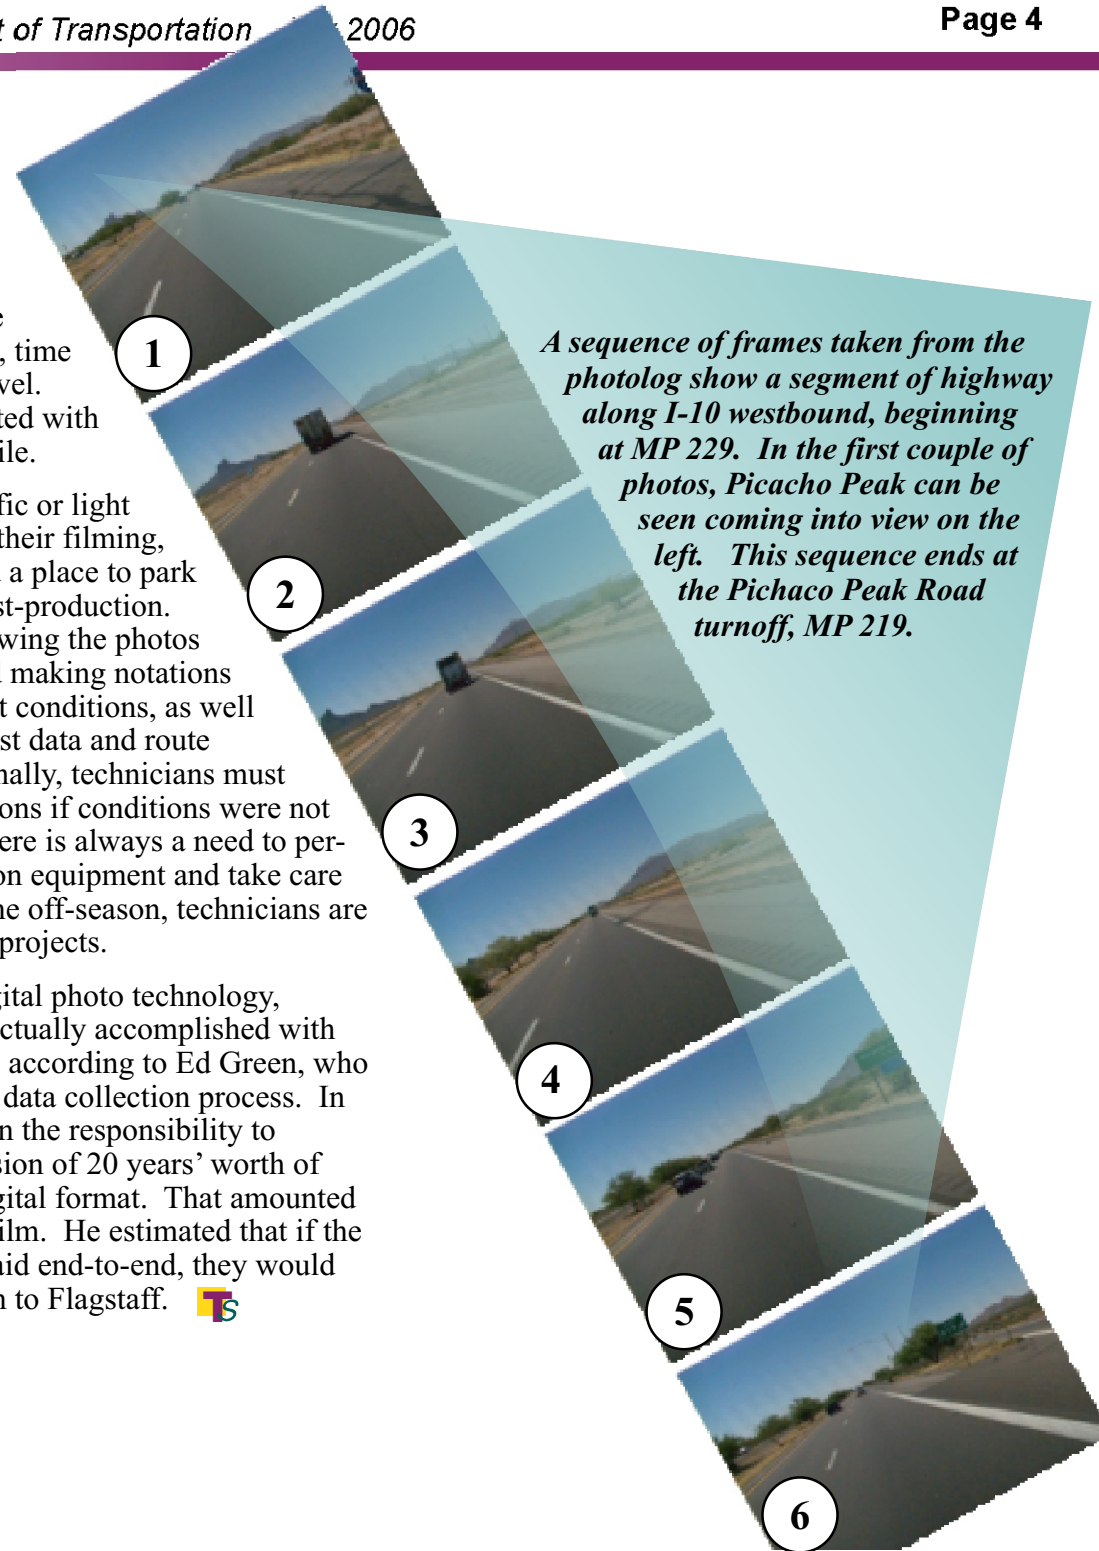 of Transportation 2006
Page 4
, time
vel.
ted with
ile.
fic or light
their filming,
a place to park
st-production.
wing the photos
making notations
t conditions, as well
st data and route
nally, technicians must
ons if conditions were not
ere is always a need to per-
on equipment and take care
ne off-season, technicians are
projects.
gital photo technology,
ctually accomplished with
according to Ed Green, who
data collection process. In
n the responsibility to
sion of 20 years’ worth of
gital format. That amounted
ilm. He estimated that if the
aid end-to-end, they would
n to Flagstaff.
TS
A sequence of frames taken from the
photolog show a segment of highway
along I-10 westbound, beginning
at MP 229. In the first couple of
photos, Picacho Peak can be
seen coming into view on the
left. This sequence ends at
the Pichaco Peak Road
turnoff, MP 219.
1
2
3
4
5
6